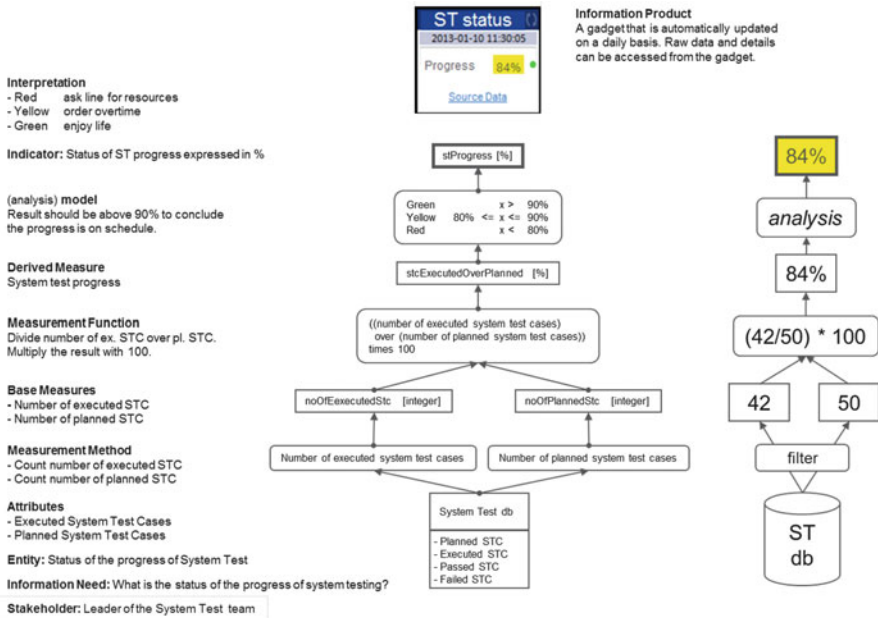 ST status
2013-01-10 11:30:05
Progress 84%
Source Data
Information Product
A gadget that is automatically updated
on a daily basis. Raw data and details
can be accessed from the gadget.
Interpretation
- Red ask line for resources
- Yellow order overtime
- Green enjoy life
Indicator: Status of ST progress expressed in %
(analysis) model
Result should be above 90% to conclude
the progress is on schedule.
Derived Measure
System test progress
Measurement Function
Divide number of ex. STC over pl. STC.
Multiply the result with 100.
Base Measures
- Number of executed STC
- Number of planned STC
Measurement Method
- Count number of executed STC
- Count number of planned STC
Attributes
- Executed System Test Cases
- Planned System Test Cases
Entity: Status of the progress of System Test
Information Need: What is the status of the progress of system testing?
Stakeholder: Leader of the System Test team
stProgress [%]
Green x > 90%
Yellow 80% <= x <= 90%
Red x < 80%
stcExecutedOverPlanned [%]
((number of executed system test cases)
over (number of planned system test cases))
times 100
noOfEexecutedStc [integer]
noOfPlannedStc [integer]
Number of executed system test cases
Number of planned system test cases
System Test db
- Planned STC
- Executed STC
- Passed STC
- Failed STC
84%
analysis
84%
(42/50) * 100
42
50
filter
ST
db